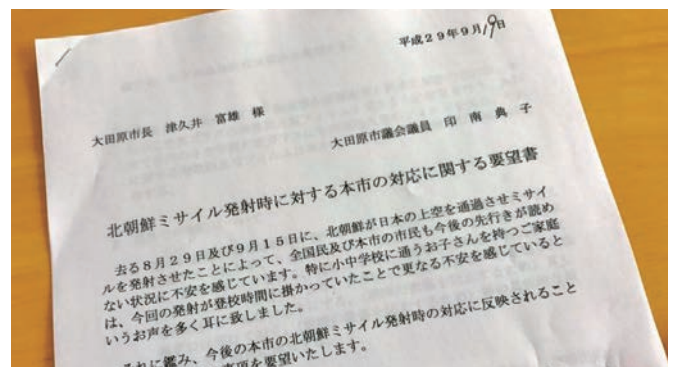 平成29年9月19日
大田原市長 津久井 富雄 様
大田原市議会議員 印 南 典 子
北朝鮮ミサイル発射時に対する本市の対応に関する要望書
去る8月29日及び9月15日に、北朝鮮が日本の上空を通過させミサイ
ルを発射させたことによって、全国民及び本市の市民も今後の先行きが読め
ない状況に不安を感じています。特に小中学校に通うお子さんを持つご家庭
は、今回の発射が登校時間に掛かっていたことで更なる不安を感じていると
いうお声を多く耳に致しました。
それに鑑み、今後の本市の北朝鮮ミサイル発射時の対応に反映されること
事項を要望いたします。